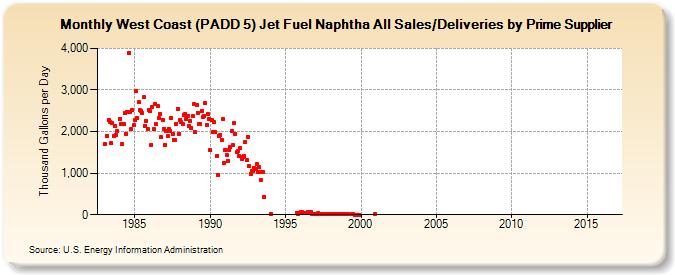 Monthly West Coast (PADD 5) Jet Fuel Naphtha All Sales/Deliveries by Prime Supplier
Thousand Gallons per Day
4,000
3,000
2,000
1,000
0
1985 1990 1995 2000 2005 2010 2015
Source: U.S. Energy Information Administration